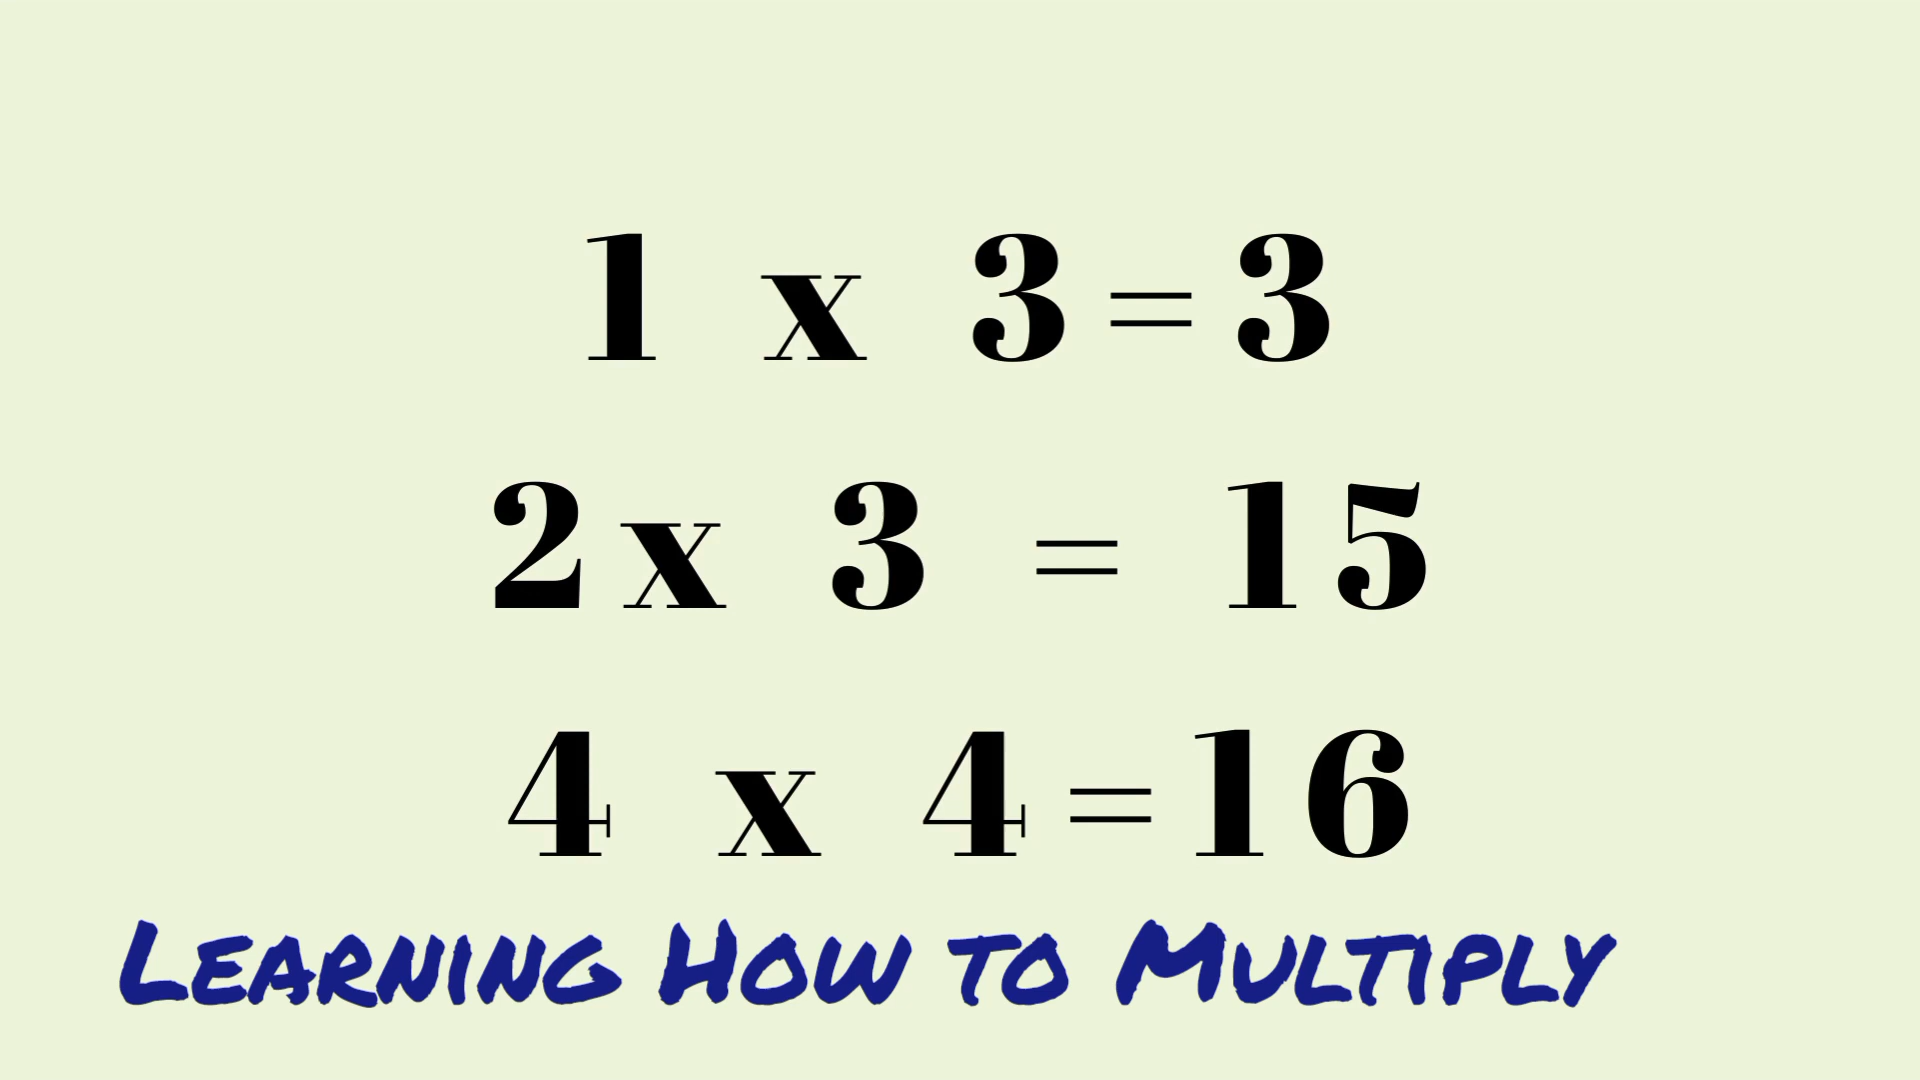 1 x 3 = 3
2 x 3 = 15
4 x 4 = 16
Learning How to Multiply